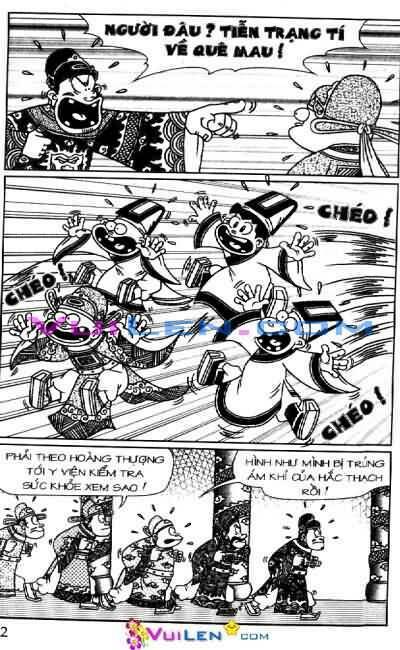 NGƯỜI ĐÂU? TIỄN TRẠNG TÍ
VỀ QUÊ MAU!
CHÉO!
CHÉO!
VUILEN.COM
CHÉO!
PHẢI THEO HOÀNG THƯỢNG
TỚI Y VIỆN KIỂM TRA
SỨC KHỎE XEM SAO!
HÌNH NHƯ MÌNH BỊ TRÚNG
ÁM KHÍ CỦA HẮC THẠCH
RỒI!
2
VUILEN.COM